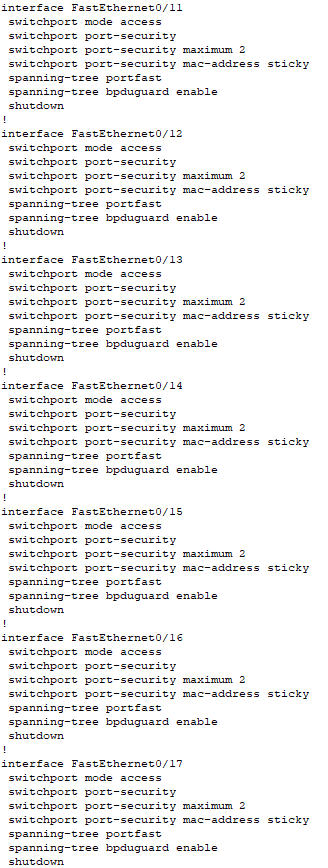 interface FastEthernet0/11
switchport mode access
switchport port-security
switchport port-security maximum 2
switchport port-security mac-address sticky
spanning-tree portfast
spanning-tree bpduguard enable
shutdown
!
interface FastEthernet0/12
switchport mode access
switchport port-security
switchport port-security maximum 2
switchport port-security mac-address sticky
spanning-tree portfast
spanning-tree bpduguard enable
shutdown
!
interface FastEthernet0/13
switchport mode access
switchport port-security
switchport port-security maximum 2
switchport port-security mac-address sticky
spanning-tree portfast
spanning-tree bpduguard enable
shutdown
!
interface FastEthernet0/14
switchport mode access
switchport port-security
switchport port-security maximum 2
switchport port-security mac-address sticky
spanning-tree portfast
spanning-tree bpduguard enable
shutdown
!
interface FastEthernet0/15
switchport mode access
switchport port-security
switchport port-security maximum 2
switchport port-security mac-address sticky
spanning-tree portfast
spanning-tree bpduguard enable
shutdown
!
interface FastEthernet0/16
switchport mode access
switchport port-security
switchport port-security maximum 2
switchport port-security mac-address sticky
spanning-tree portfast
spanning-tree bpduguard enable
shutdown
!
interface FastEthernet0/17
switchport mode access
switchport port-security
switchport port-security maximum 2
switchport port-security mac-address sticky
spanning-tree portfast
spanning-tree bpduguard enable
shutdown